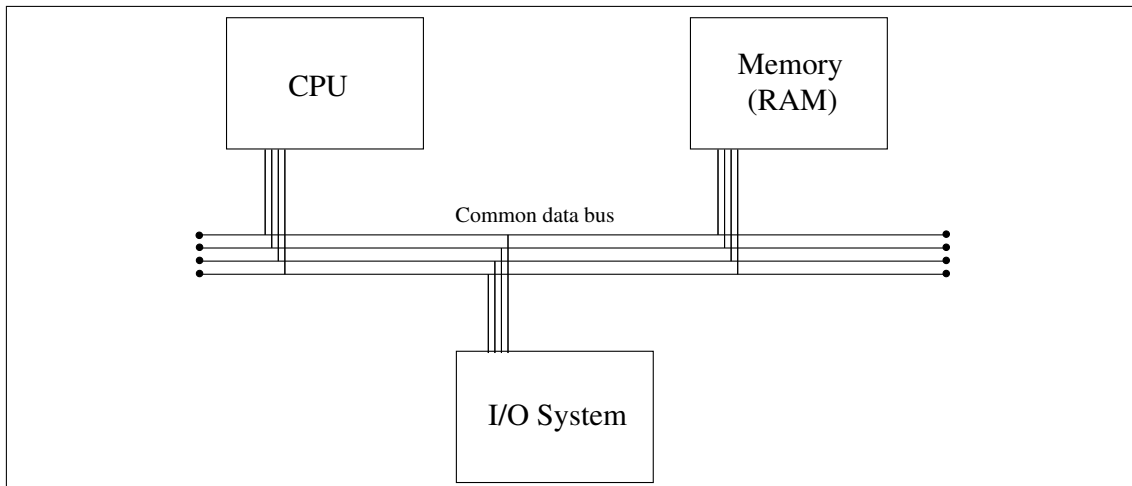 CPU
Memory
(RAM)
Common data bus
I/O System